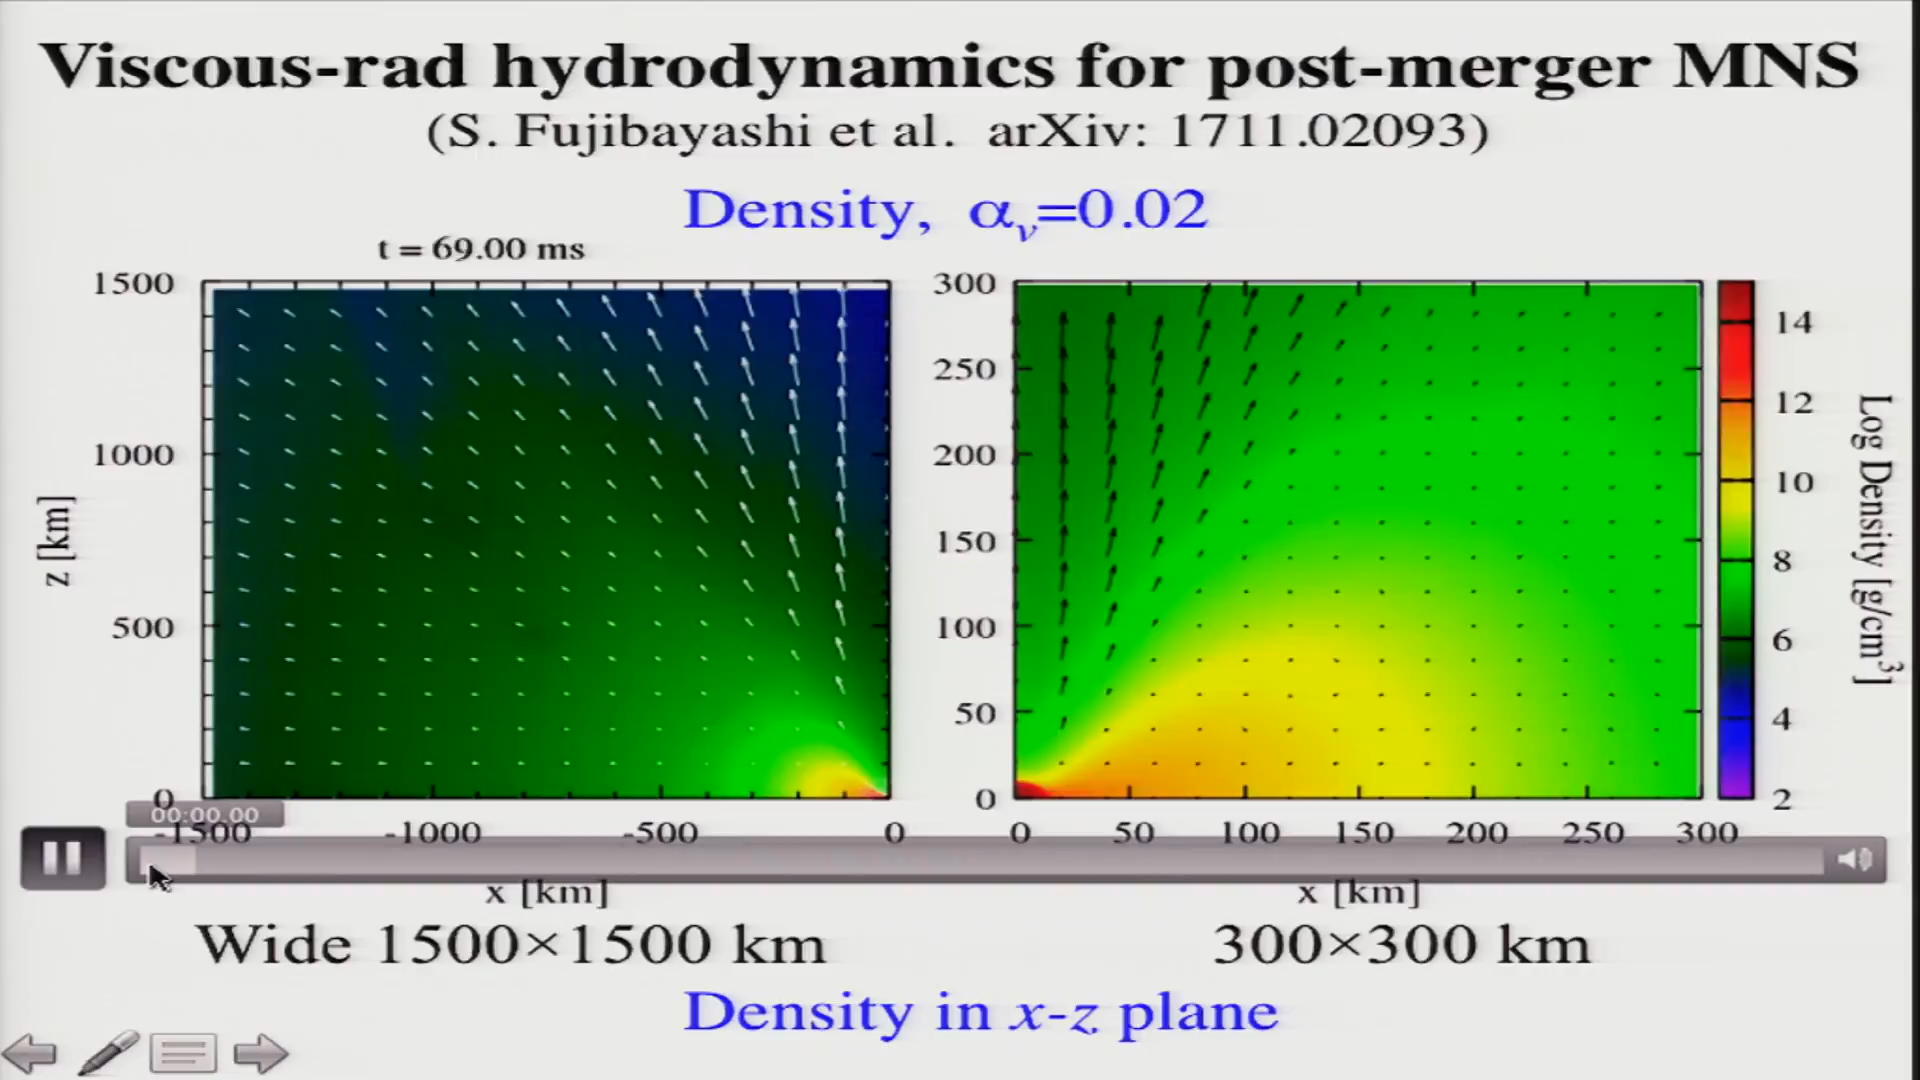 Viscous-rad hydrodynamics for post-merger MNS
(S. Fujibayashi et al. arXiv: 1711.02093)
Density, αᵥ=0.02
t = 69.00 ms
1500
1000
500
0
z [km]
-1500 -1000 -500 0
x [km]
300
250
200
150
100
50
0
0 50 100 150 200 250 300
x [km]
14
12
10
8
6
4
2
Log Density [g/cm³]
00:00.00
Wide 1500×1500 km
300×300 km
Density in x-z plane